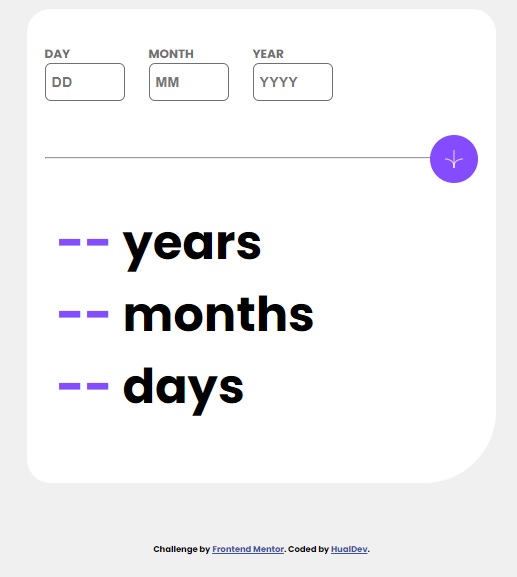 DAY MONTH YEAR
DD MM YYYY
-- years
-- months
-- days
Challenge by Frontend Mentor. Coded by HualDev.